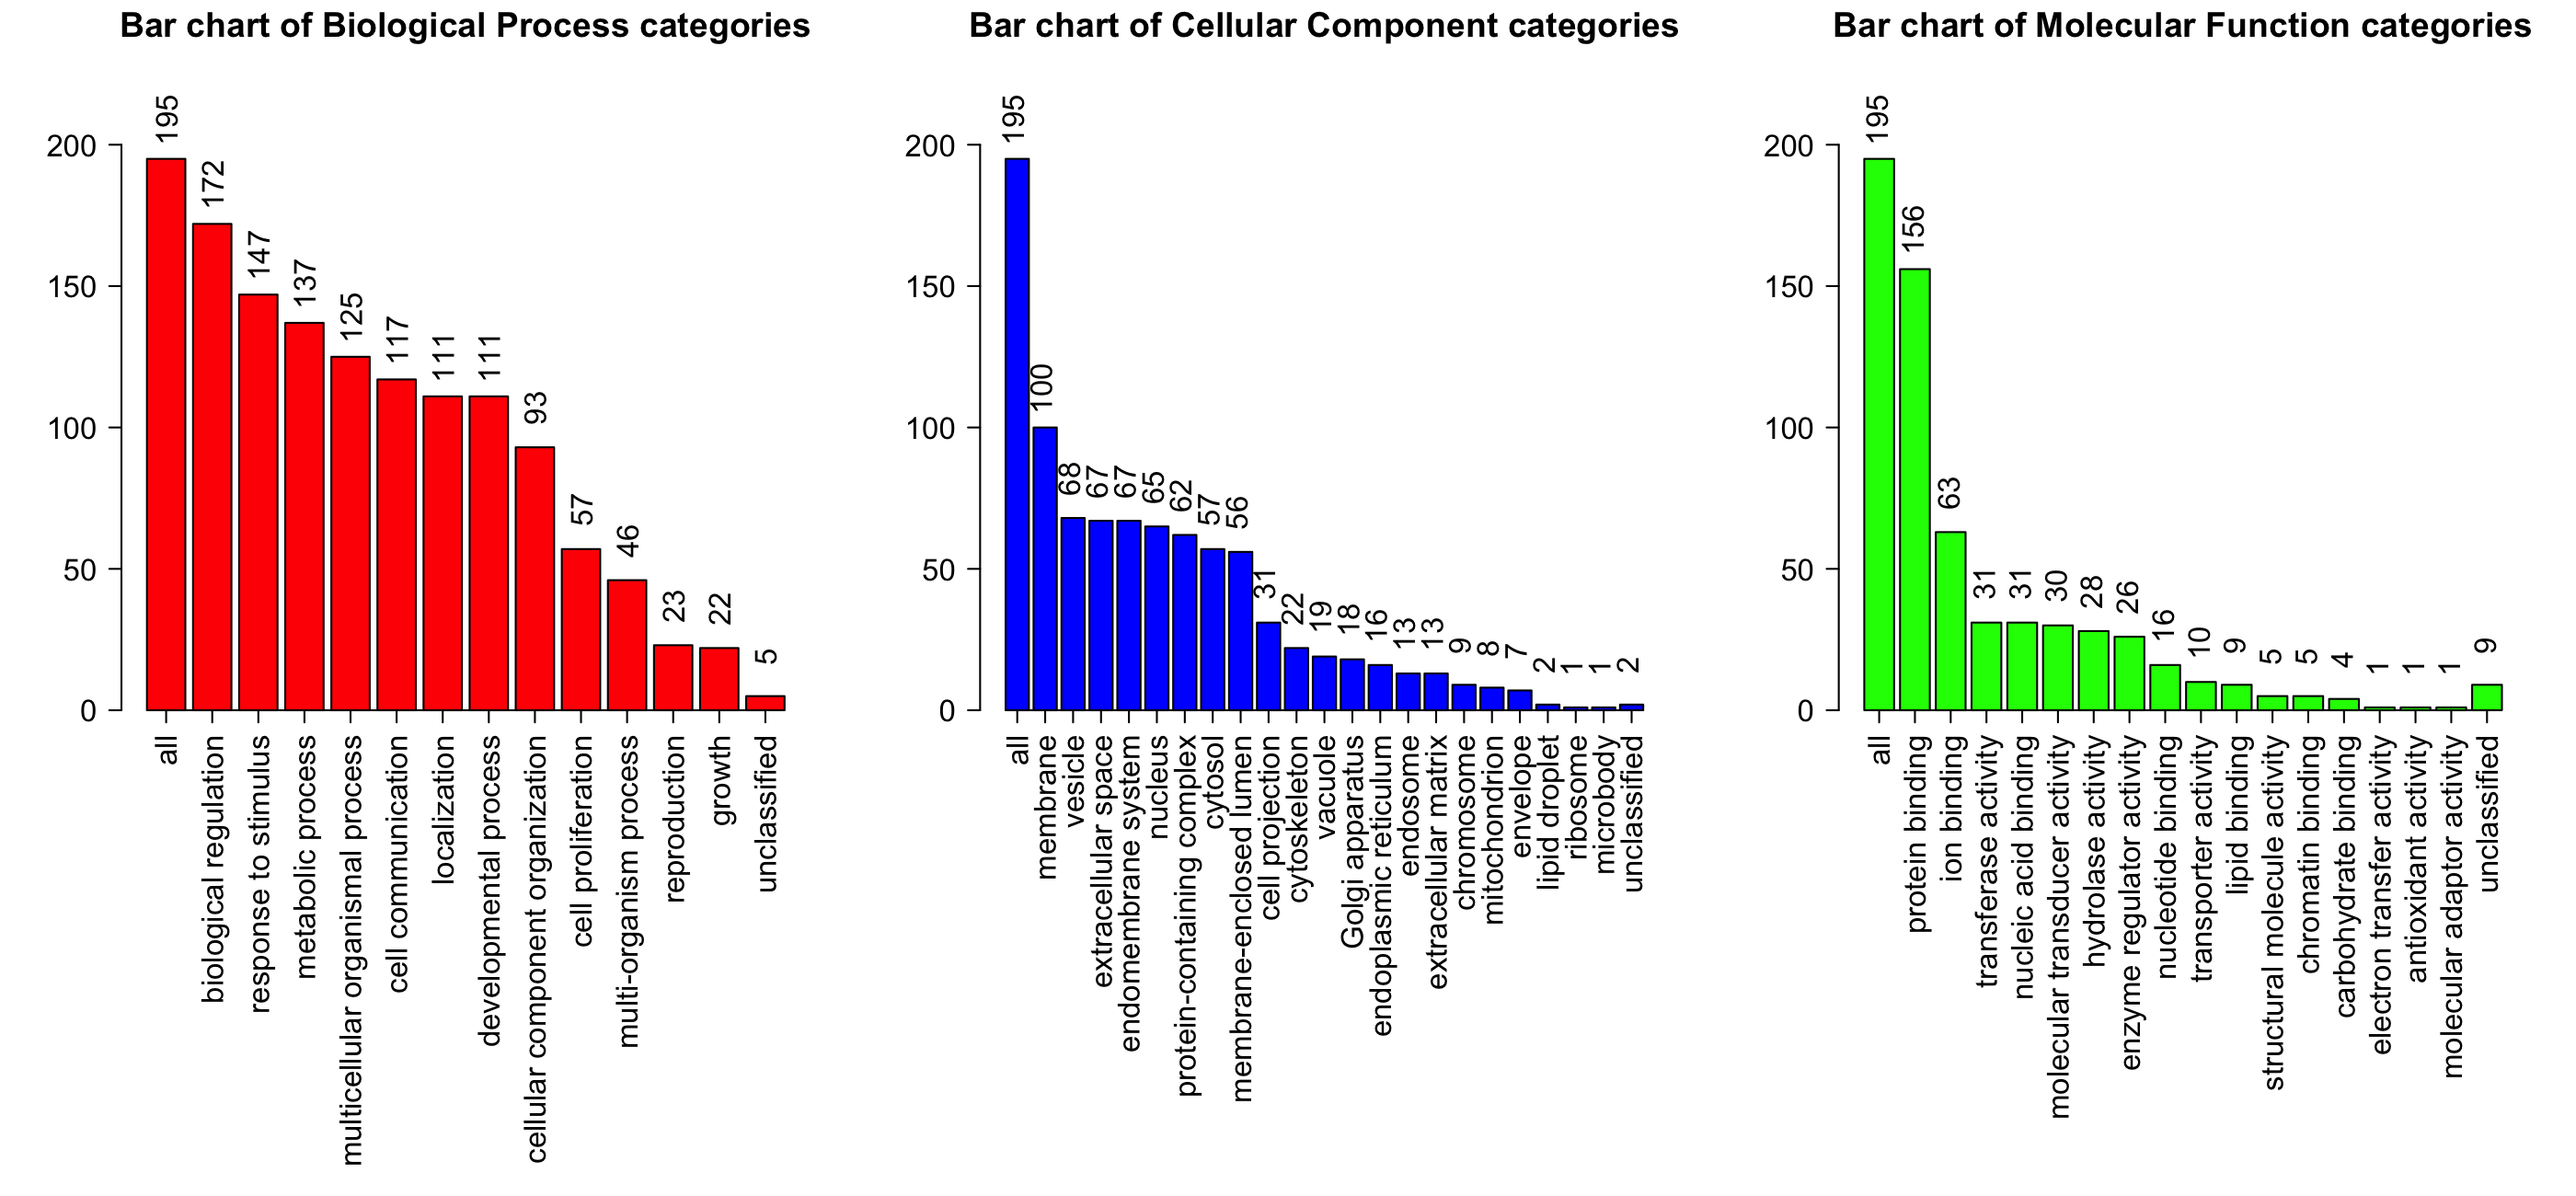 Bar chart of Biological Process categories
200
150
100
50
0
195
172
147
137
125
117
111
111
93
57
46
23
22
5
all
biological regulation
response to stimulus
metabolic process
multicellular organismal process
cell communication
localization
developmental process
cellular component organization
cell proliferation
multi-organism process
reproduction
growth
unclassified
Bar chart of Cellular Component categories
200
150
100
50
0
195
100
68
67
67
65
62
57
56
31
22
19
18
16
13
13
9
8
7
2
1
1
2
all
membrane
vesicle
extracellular space
endomembrane system
nucleus
protein-containing complex
cytosol
membrane-enclosed lumen
cell projection
cytoskeleton
vacuole
Golgi apparatus
endoplasmic reticulum
endosome
extracellular matrix
chromosome
mitochondrion
envelope
lipid droplet
ribosome
microbody
unclassified
Bar chart of Molecular Function categories
200
150
100
50
0
195
156
63
31
31
30
28
26
16
10
9
5
5
4
1
1
1
9
all
protein binding
ion binding
transferase activity
nucleic acid binding
molecular transducer activity
hydrolase activity
enzyme regulator activity
nucleotide binding
transporter activity
lipid binding
structural molecule activity
chromatin binding
carbohydrate binding
electron transfer activity
antioxidant activity
molecular adaptor activity
unclassified